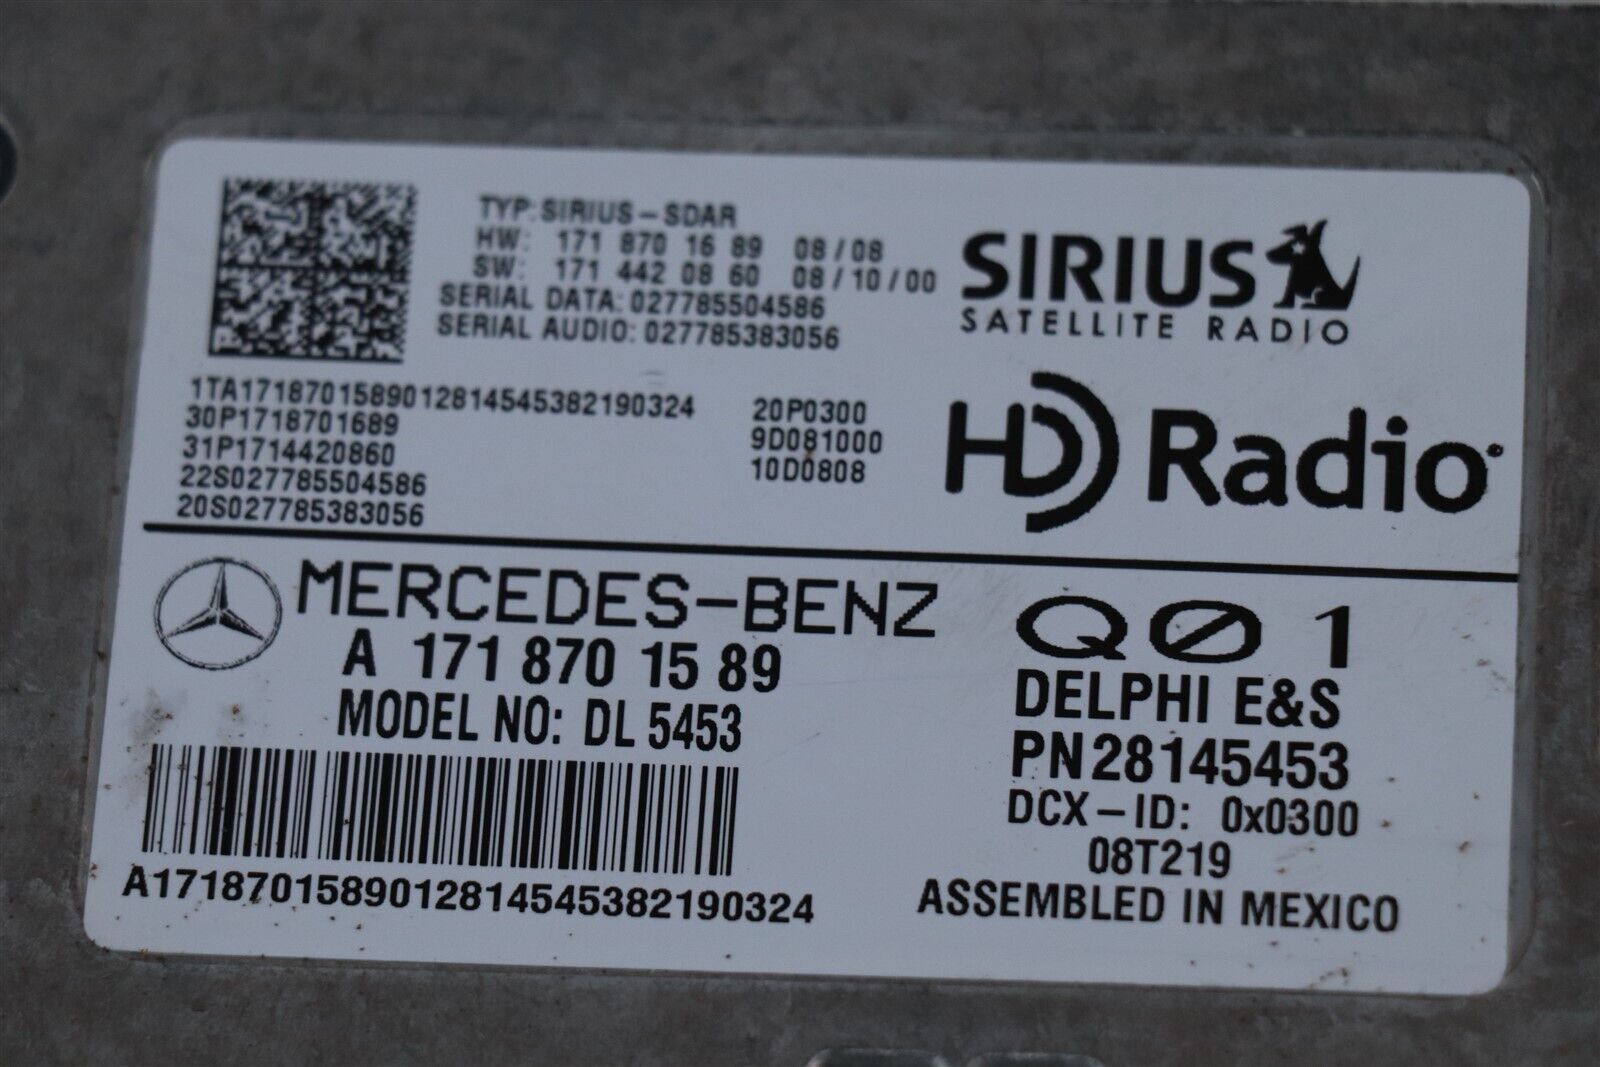 TYP: SIRIUS-SDAR
HW: 171 870 16 89 08/08
SW: 171 442 08 60 08/10/00
SERIAL DATA: 027785504586
SERIAL AUDIO: 027785383056
SIRIUS
SATELLITE RADIO
1TA1718701589012814545382190324
30P1718701689
31P1714420860
22S027785504586
20S027785383056
20P0300
9D081000
10D0808
HD Radio
MERCEDES-BENZ
A 171 870 15 89
MODEL NO: DL 5453
A1718701589012814545382190324
QØ1
DELPHI E&S
PN28145453
DCX-ID: 0x0300
08T219
ASSEMBLED IN MEXICO